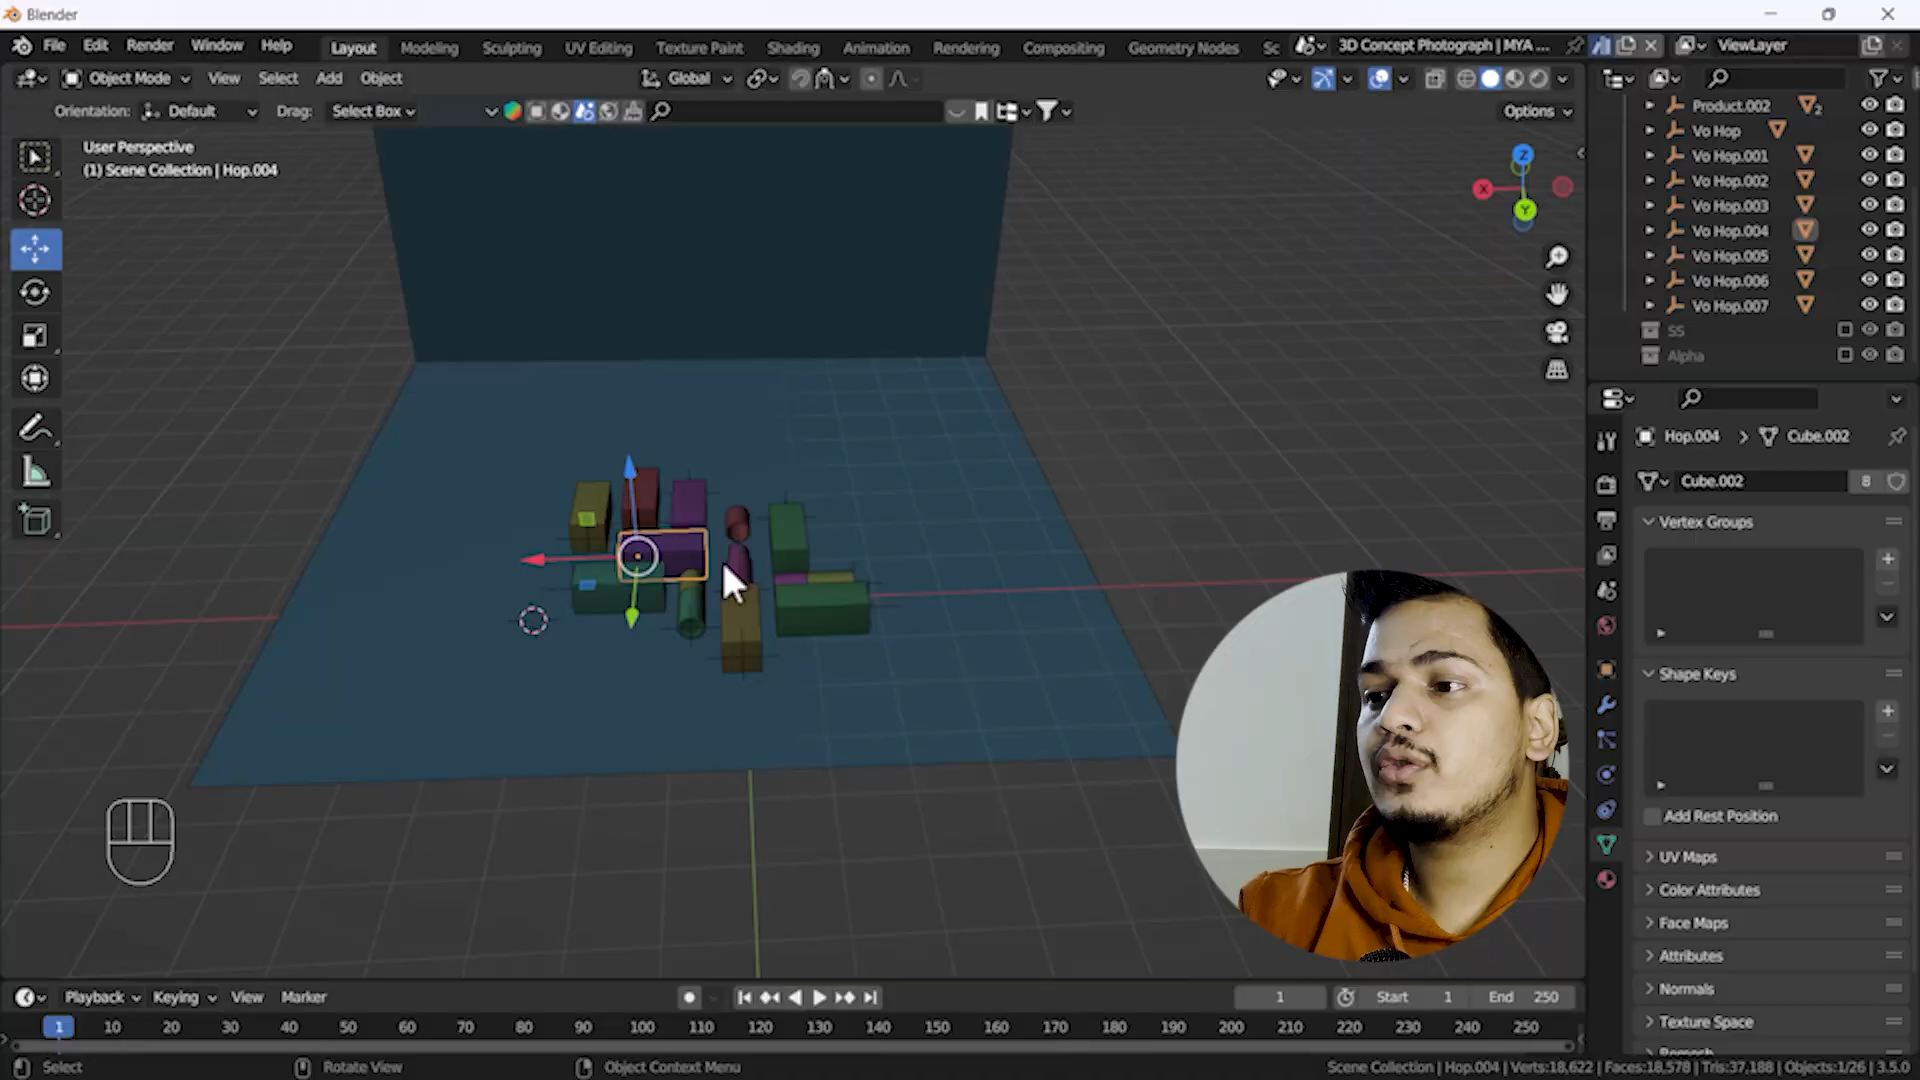 Blender
File Edit Render Window Help Layout Modeling Sculpting UV Editing Texture Paint Shading Animation Rendering Compositing Geometry Nodes Sc 3D Concept Photograph | MYA ... ViewLayer
Object Mode View Select Add Object Global
Orientation: Default Drag: Select Box Options
User Perspective
(1) Scene Collection | Hop.004
Z
X
Y
Product.002
2
Vo Hop
Vo Hop.001
Vo Hop.002
Vo Hop.003
Vo Hop.004
Vo Hop.005
Vo Hop.006
Vo Hop.007
SS
Alpha
Hop.004 Cube.002
Cube.002 8
Vertex Groups
Shape Keys
Add Rest Position
UV Maps
Color Attributes
Face Maps
Attributes
Normals
Texture Space
Remesh
Playback Keying View Marker 1 Start 1 End 250
1 10 20 30 40 50 60 70 80 90 100 110 120 130 140 150 160 170 180 190 200 210 220 230 240 250
Select Rotate View Object Context Menu Scene Collection | Hop.004 | Verts:18,622 | Faces:18,578 | Tris:37,188 | Objects:1/26 | 3.5.0